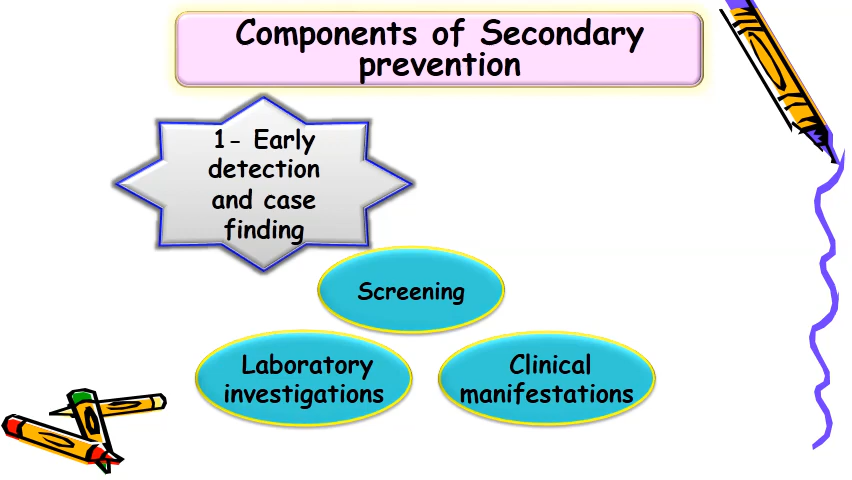 Components of Secondary
prevention
1- Early
detection
and case
finding
Screening
Laboratory
investigations
Clinical
manifestations